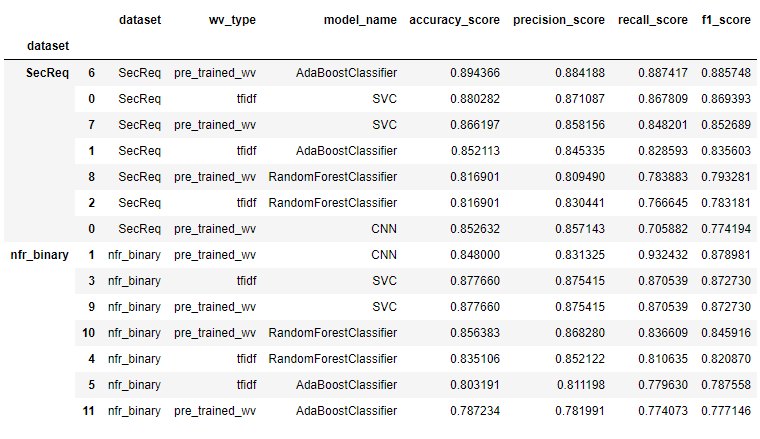 dataset wv_type model_name accuracy_score precision_score recall_score f1_score
dataset
SecReq 6 SecReq pre_trained_wv AdaBoostClassifier 0.894366 0.884188 0.887417 0.885748
0 SecReq tfidf SVC 0.880282 0.871087 0.867809 0.869393
7 SecReq pre_trained_wv SVC 0.866197 0.858156 0.848201 0.852689
1 SecReq tfidf AdaBoostClassifier 0.852113 0.845335 0.828593 0.835603
8 SecReq pre_trained_wv RandomForestClassifier 0.816901 0.809490 0.783883 0.793281
2 SecReq tfidf RandomForestClassifier 0.816901 0.830441 0.766645 0.783181
0 SecReq pre_trained_wv CNN 0.852632 0.857143 0.705882 0.774194
nfr_binary 1 nfr_binary pre_trained_wv CNN 0.848000 0.831325 0.932432 0.878981
3 nfr_binary tfidf SVC 0.877660 0.875415 0.870539 0.872730
9 nfr_binary pre_trained_wv SVC 0.877660 0.875415 0.870539 0.872730
10 nfr_binary pre_trained_wv RandomForestClassifier 0.856383 0.868280 0.836609 0.845916
4 nfr_binary tfidf RandomForestClassifier 0.835106 0.852122 0.810635 0.820870
5 nfr_binary tfidf AdaBoostClassifier 0.803191 0.811198 0.779630 0.787558
11 nfr_binary pre_trained_wv AdaBoostClassifier 0.787234 0.781991 0.774073 0.777146